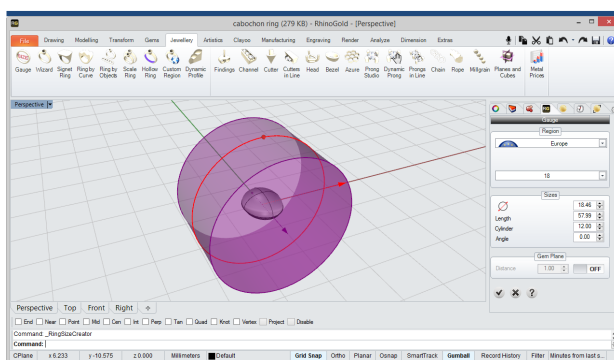 cabochon ring (279 KB) - RhinoGold - [Perspective]
File Drawing Modelling Transform Gems Jewellery Artistics Clayoo Manufacturing Engraving Render Analyze Dimension Extras
Gauge Wizard Signet Ring Ring by Curve Ring by Objects Scale Ring Hollow Ring Custom Region Dynamic Profile Findings Channel Cutter Cutters in Line Head Bezel Azure Prong Studio Dynamic Prong Prongs in Line Chain Rope Millgrain Planes and Cubes Metal Prices
Perspective
Gauge
Region
Europe
18
Sizes
18.46
Length 57.99
Cylinder 12.00
Angle 0.00
Gem Plane
Distance 1.00 OFF
Perspective Top Front Right
End Near Point Mid Cen Int Perp Tan Quad Knot Vertex Project Disable
Command: _RingSizeCreator
Command:
CPlane x 6.233 y -10.575 z 0.000 Millimeters Default Grid Snap Ortho Planar Osnap SmartTrack Gumball Record History Filter Minutes from last s...